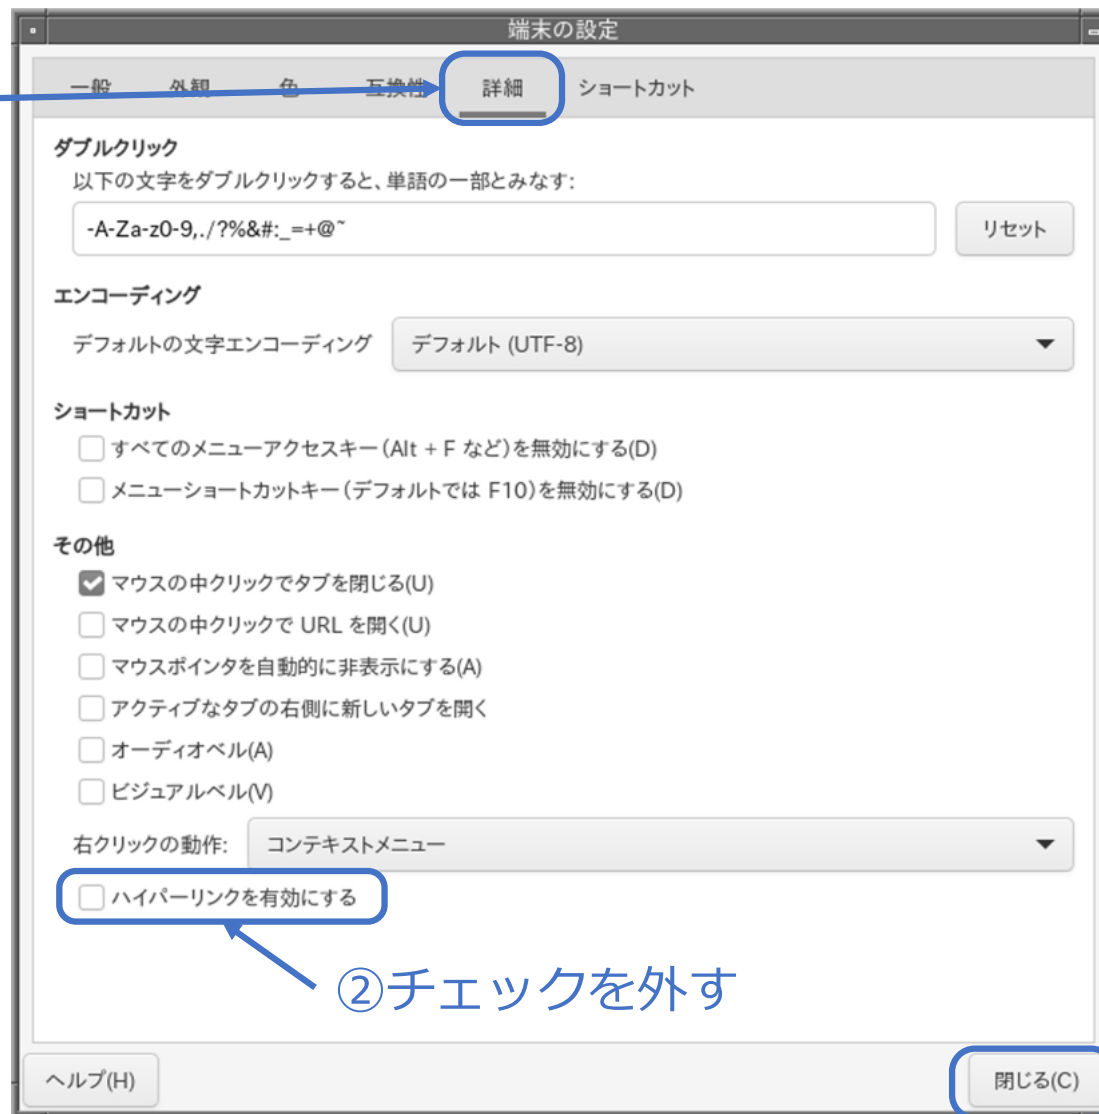 端末の設定
一般 外観 色 互換性 詳細 ショートカット
ダブルクリック
以下の文字をダブルクリックすると、単語の一部とみなす:
-A-Za-z0-9,./?%&#:_=+@~ リセット
エンコーディング
デフォルトの文字エンコーディング デフォルト (UTF-8)
ショートカット
すべてのメニューアクセスキー(Alt + F など)を無効にする(D)
メニューショートカットキー(デフォルトでは F10)を無効にする(D)
その他
マウスの中クリックでタブを閉じる(U)
マウスの中クリックで URL を開く(U)
マウスポインタを自動的に非表示にする(A)
アクティブなタブの右側に新しいタブを開く
オーディオベル(A)
ビジュアルベル(V)
右クリックの動作: コンテキストメニュー
ハイパーリンクを有効にする
②チェックを外す
ヘルプ(H) 閉じる(C)